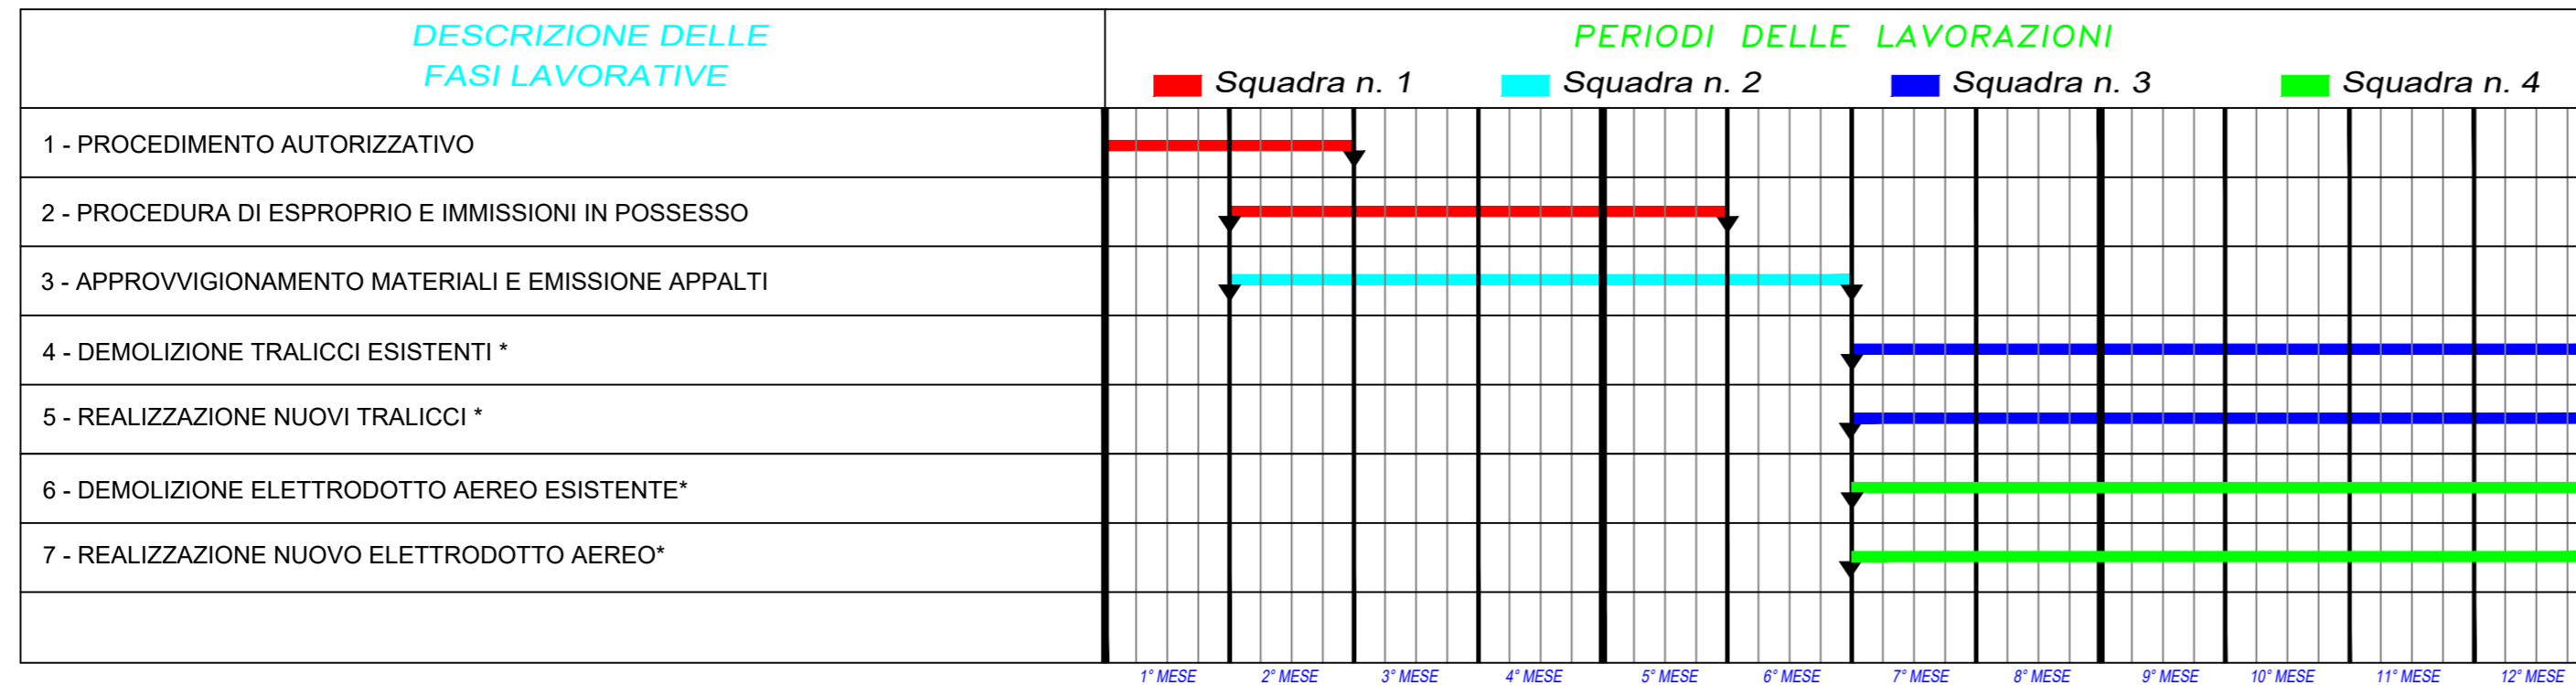 DESCRIZIONE DELLE
FASI LAVORATIVE
PERIODI DELLE LAVORAZIONI
Squadra n. 1 Squadra n. 2 Squadra n. 3 Squadra n. 4
1 - PROCEDIMENTO AUTORIZZATIVO
2 - PROCEDURA DI ESPROPRIO E IMMISSIONI IN POSSESSO
3 - APPROVVIGIONAMENTO MATERIALI E EMISSIONE APPALTI
4 - DEMOLIZIONE TRALICCI ESISTENTI *
5 - REALIZZAZIONE NUOVI TRALICCI *
6 - DEMOLIZIONE ELETTRODOTTO AEREO ESISTENTE*
7 - REALIZZAZIONE NUOVO ELETTRODOTTO AEREO*
1° MESE 2° MESE 3° MESE 4° MESE 5° MESE 6° MESE 7° MESE 8° MESE 9° MESE 10° MESE 11° MESE 12° MESE